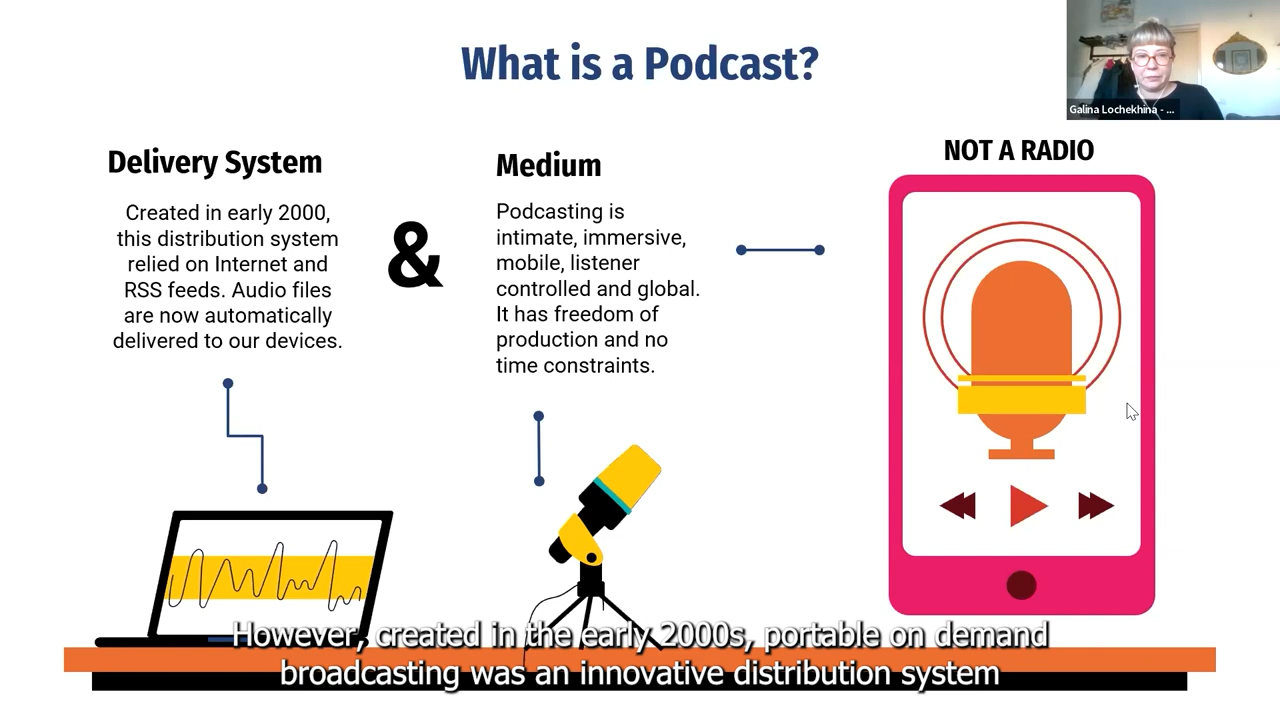 What is a Podcast?
Galina Lochekhina - ...
Delivery System
Created in early 2000,
this distribution system
relied on Internet and
RSS feeds. Audio files
are now automatically
delivered to our devices.
&
Medium
Podcasting is
intimate, immersive,
mobile, listener
controlled and global.
It has freedom of
production and no
time constraints.
NOT A RADIO
However, created in the early 2000s, portable on demand
broadcasting was an innovative distribution system